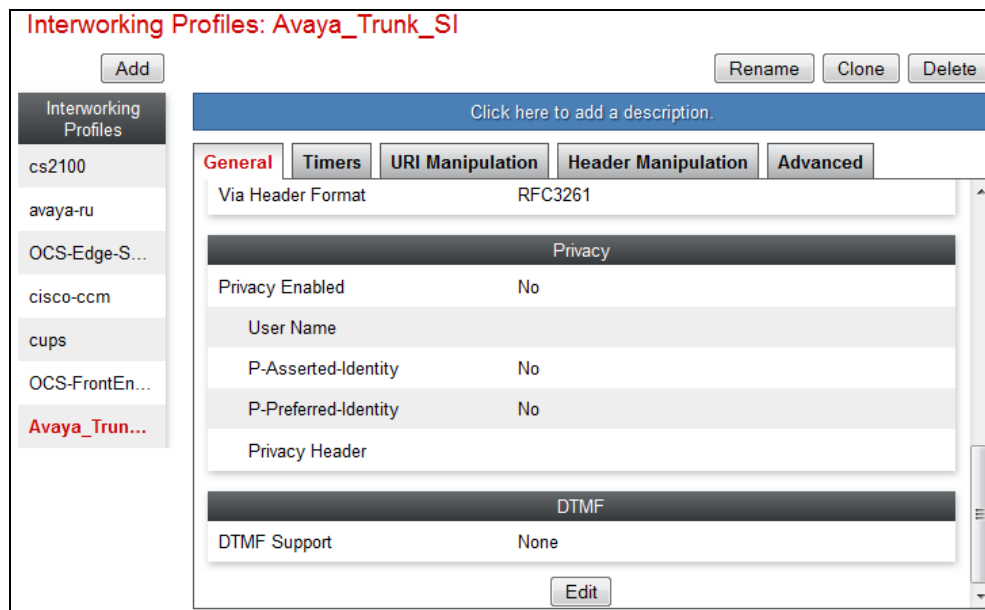 Interworking Profiles: Avaya_Trunk_SI
Add
Rename
Clone
Delete
Interworking
Profiles
cs2100
avaya-ru
OCS-Edge-S...
cisco-ccm
cups
OCS-FrontEn...
Avaya_Trun...
Click here to add a description.
General
Timers
URI Manipulation
Header Manipulation
Advanced
Via Header Format RFC3261
Privacy
Privacy Enabled No
User Name
P-Asserted-Identity No
P-Preferred-Identity No
Privacy Header
DTMF
DTMF Support None
Edit